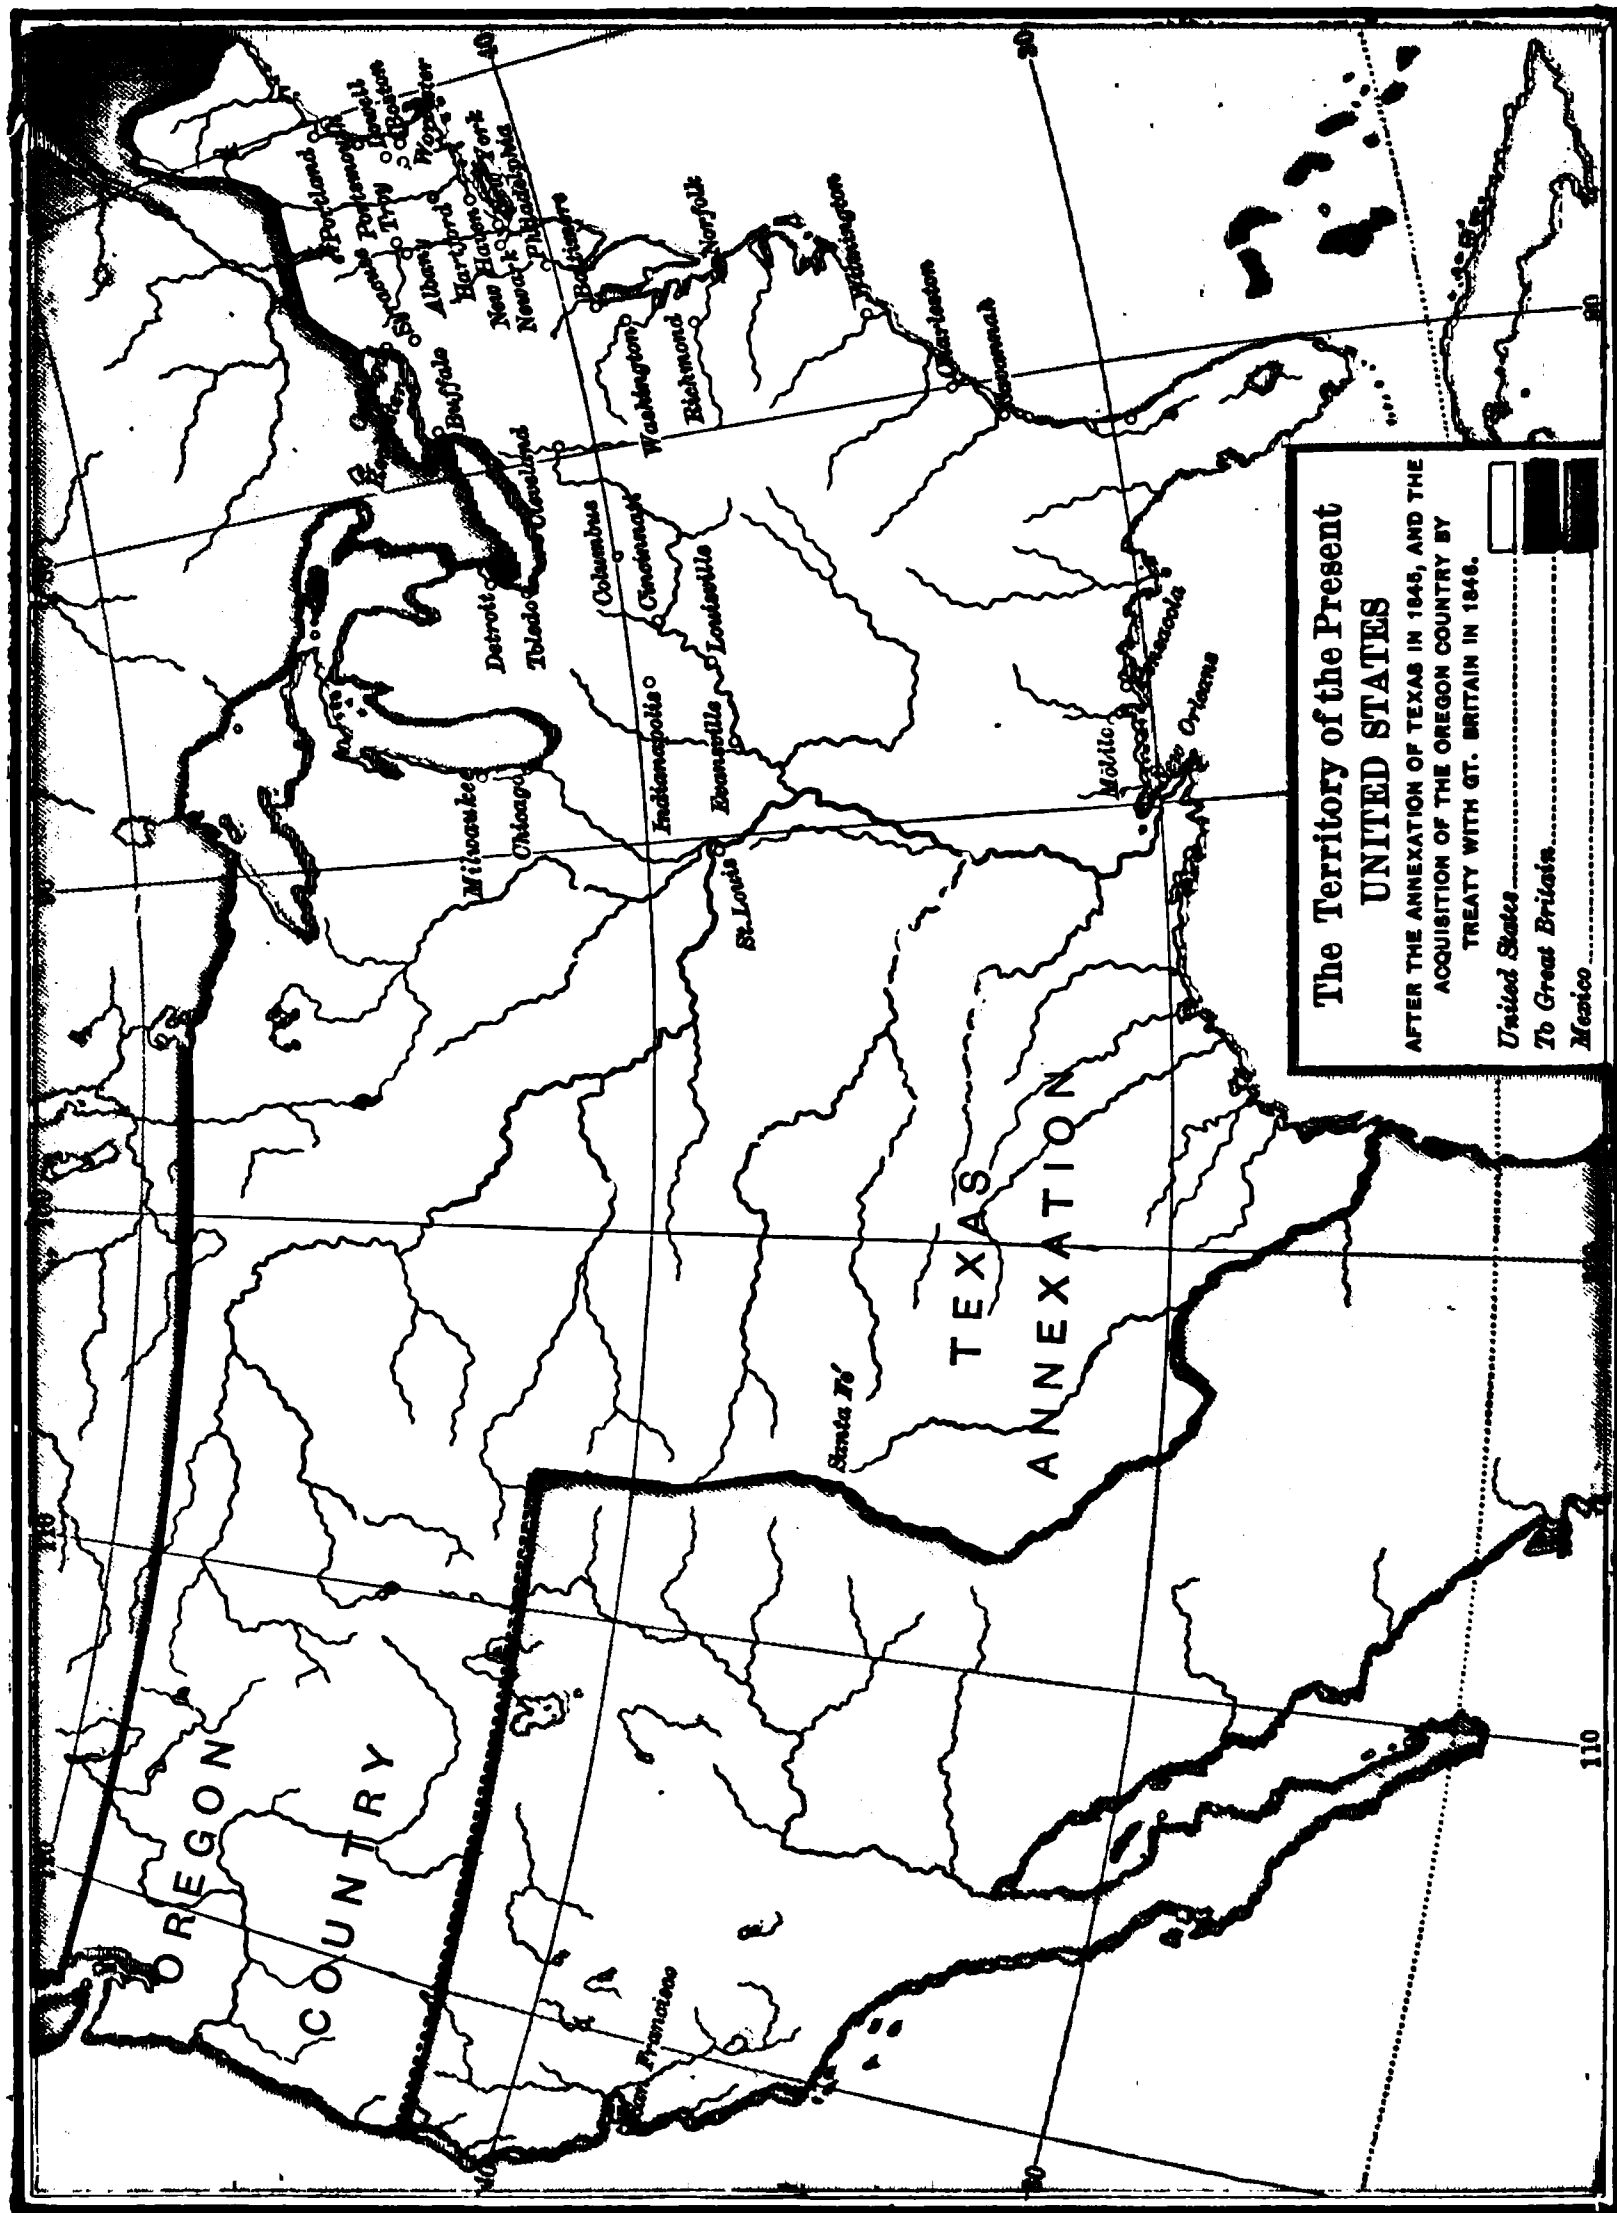 The Territory of the Present
UNITED STATES
AFTER THE ANNEXATION OF TEXAS IN 1845, AND THE
ACQUISITION OF THE OREGON COUNTRY BY
TREATY WITH GT. BRITAIN IN 1846.
United States
To Great Britain
Mexico
OREGON
COUNTRY
TEXAS
ANNEXATION
San Francisco
Santa Fé
St. Louis
Milwaukee
Chicago
Indianapolis
Evansville
Louisville
Cincinnati
Columbus
Detroit
Toledo
Cleveland
Buffalo
Albany
Troy
Portland
Portsmouth
Lowell
Boston
Worcester
Hartford
New Haven
New York
Newark
Philadelphia
Baltimore
Washington
Richmond
Norfolk
Wilmington
Charleston
Savannah
Pensacola
Mobile
New Orleans
120
110
100
40
30
40
30
110